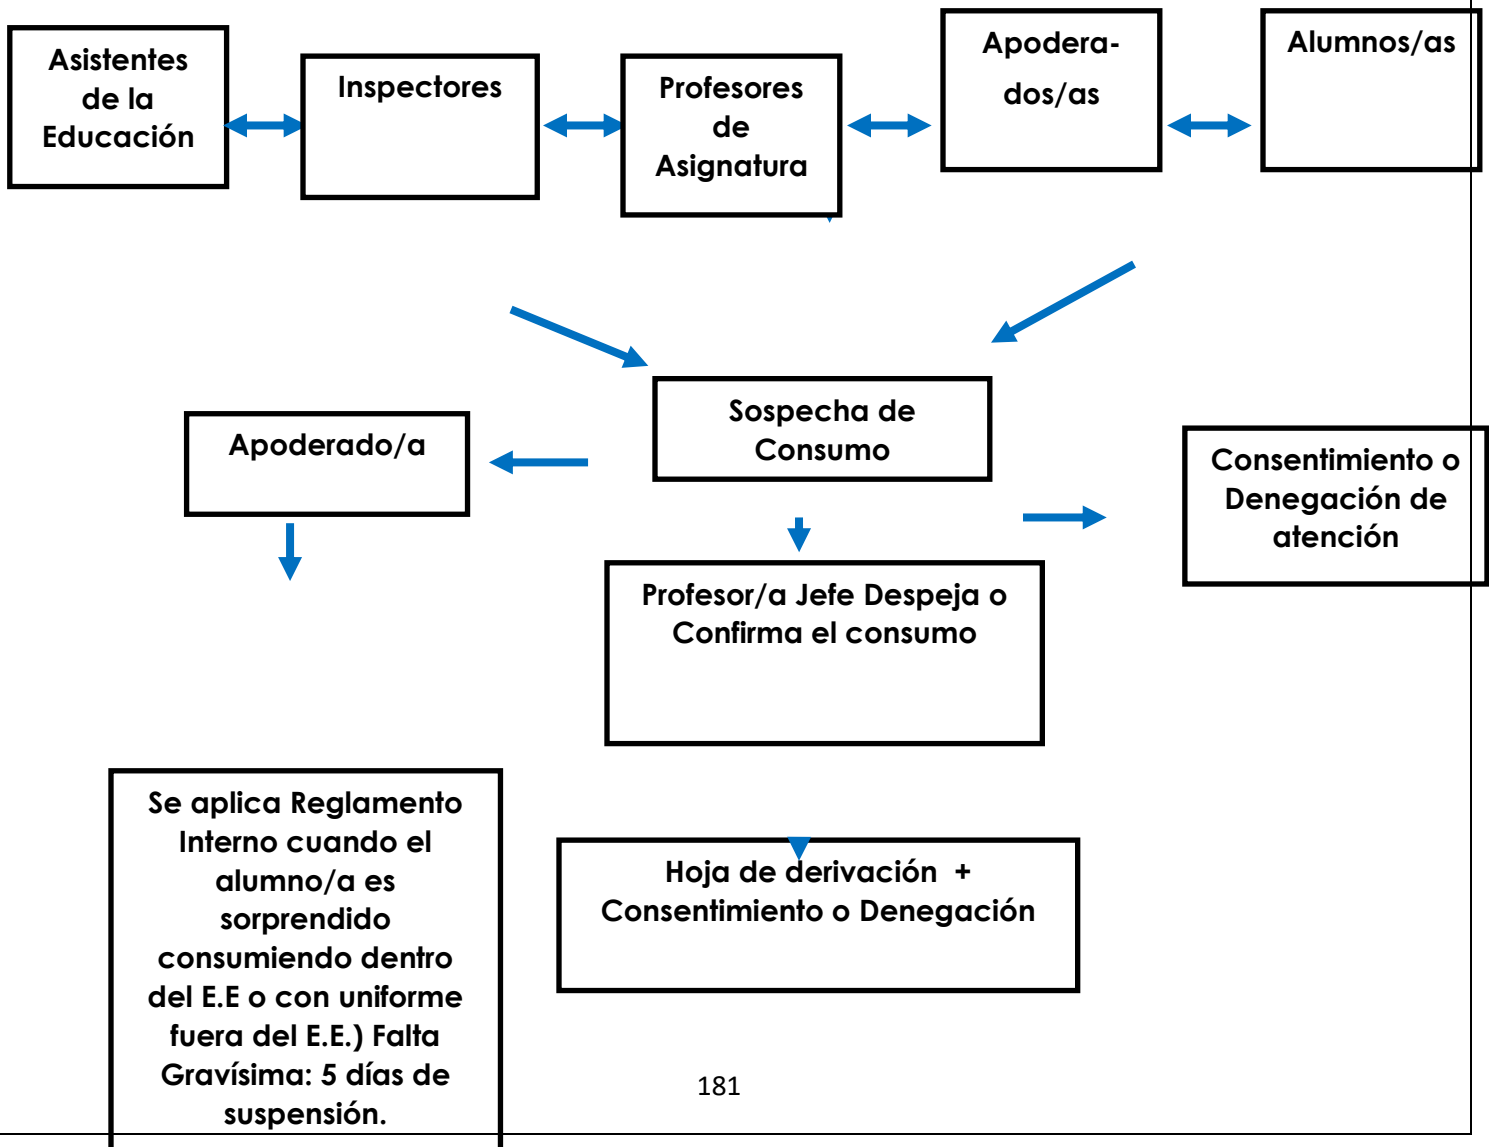 Asistentes
de la
Educación
Inspectores
Profesores
de
Asignatura
Apodera-
dos/as
Alumnos/as
Sospecha de
Consumo
Apoderado/a
Consentimiento o
Denegación de
atención
Profesor/a Jefe Despeja o
Confirma el consumo
Se aplica Reglamento
Interno cuando el
alumno/a es
sorprendido
consumiendo dentro
del E.E o con uniforme
fuera del E.E.) Falta
Gravísima: 5 días de
suspensión.
Hoja de derivación +
Consentimiento o Denegación
181